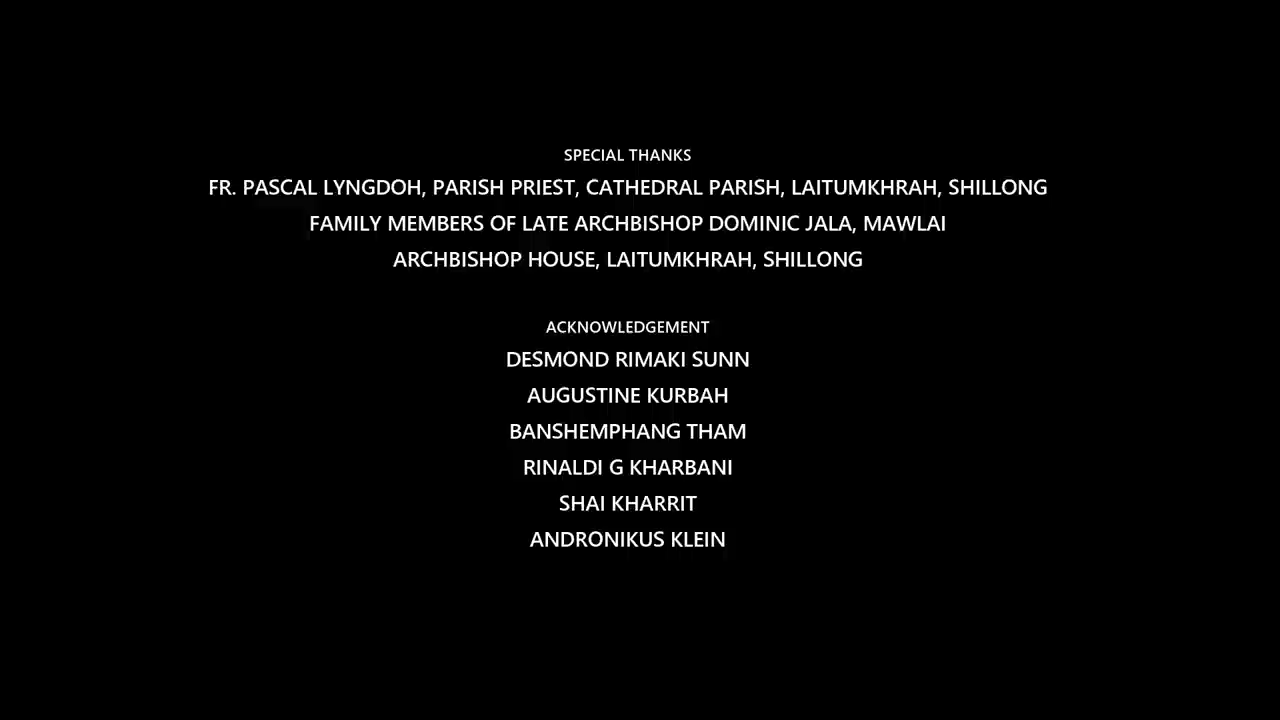 SPECIAL THANKS
FR. PASCAL LYNGDOH, PARISH PRIEST, CATHEDRAL PARISH, LAITUMKHRAH, SHILLONG
FAMILY MEMBERS OF LATE ARCHBISHOP DOMINIC JALA, MAWLAI
ARCHBISHOP HOUSE, LAITUMKHRAH, SHILLONG
ACKNOWLEDGEMENT
DESMOND RIMAKI SUNN
AUGUSTINE KURBAH
BANSHEMPHANG THAM
RINALDI G KHARBANI
SHAI KHARRIT
ANDRONIKUS KLEIN